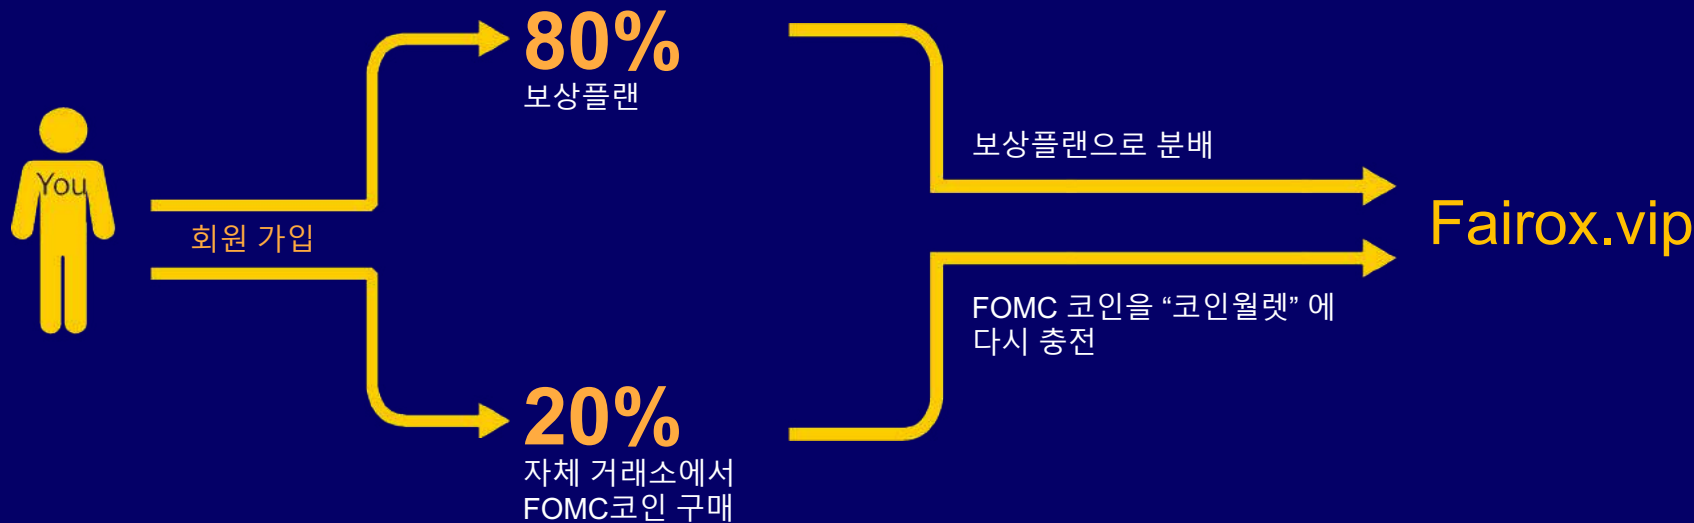 80%
보상플랜
보상플랜으로 분배
You
회원 가입
Fairox.vip
FOMC 코인을 “코인월렛” 에
다시 충전
20%
자체 거래소에서
FOMC코인 구매